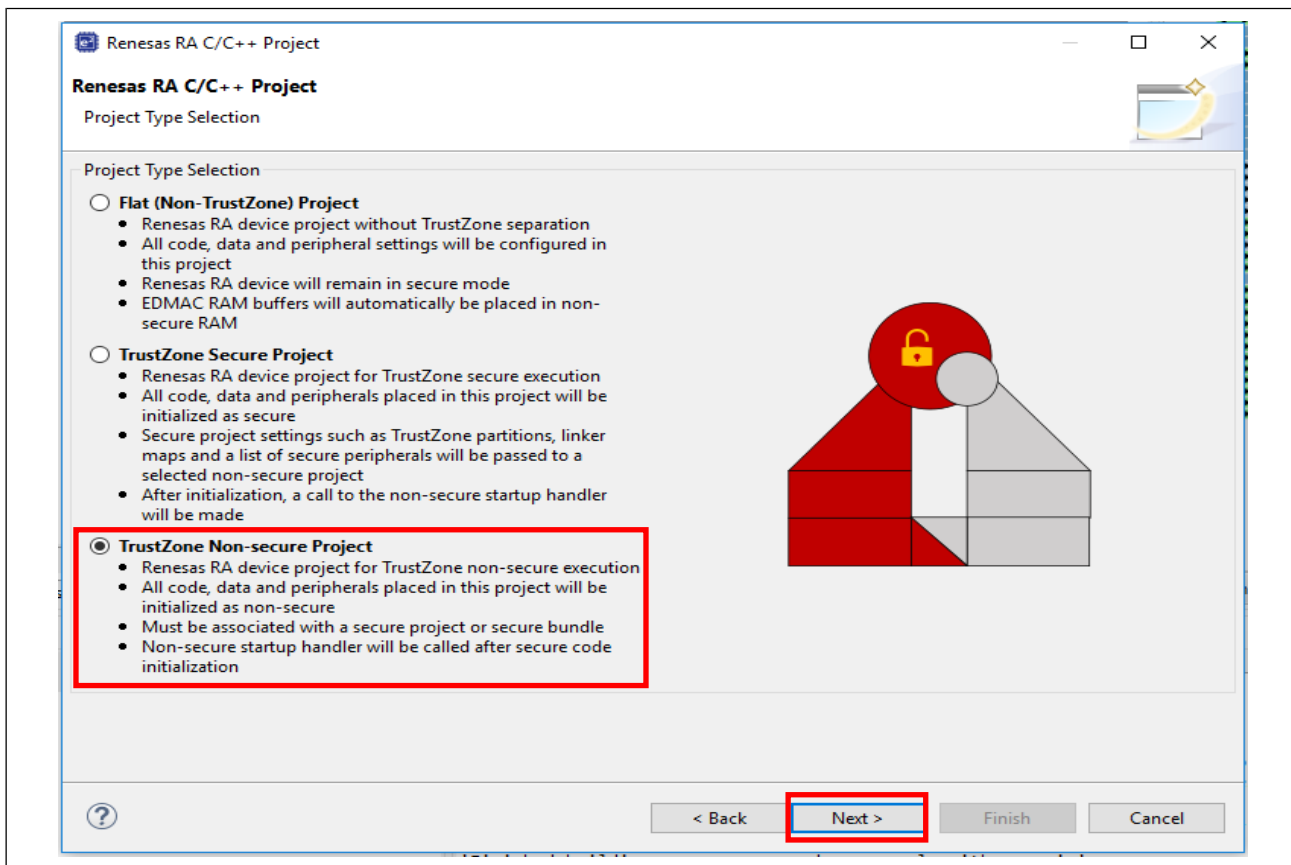 Renesas RA C/C++ Project
Renesas RA C/C++ Project
Project Type Selection
Project Type Selection
Flat (Non-TrustZone) Project
• Renesas RA device project without TrustZone separation
• All code, data and peripheral settings will be configured in
this project
• Renesas RA device will remain in secure mode
• EDMAC RAM buffers will automatically be placed in non-
secure RAM
TrustZone Secure Project
• Renesas RA device project for TrustZone secure execution
• All code, data and peripherals placed in this project will be
initialized as secure
• Secure project settings such as TrustZone partitions, linker
maps and a list of secure peripherals will be passed to a
selected non-secure project
• After initialization, a call to the non-secure startup handler
will be made
TrustZone Non-secure Project
• Renesas RA device project for TrustZone non-secure execution
• All code, data and peripherals placed in this project will be
initialized as non-secure
• Must be associated with a secure project or secure bundle
• Non-secure startup handler will be called after secure code
initialization
?
< Back
Next >
Finish
Cancel